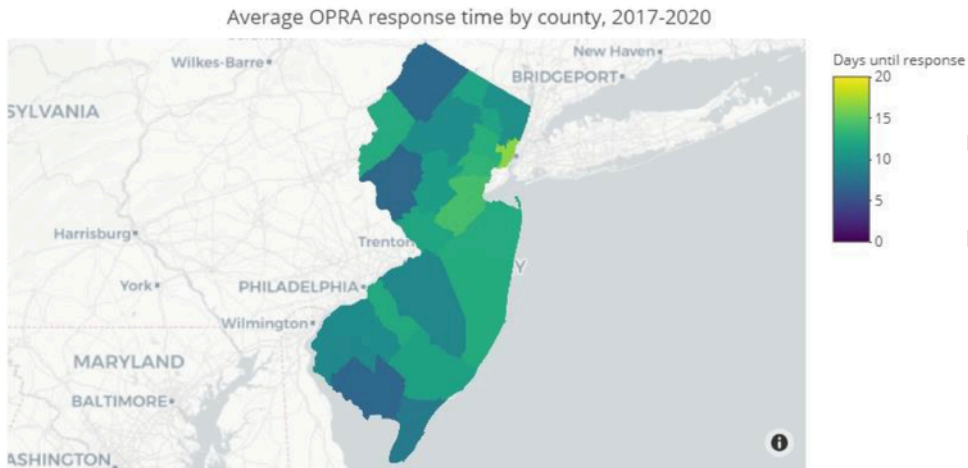 Average OPRA response time by county, 2017-2020
Wilkes-Barre
New Haven
BRIDGEPORT
SYLVANIA
Harrisburg
Trenton
York
PHILADELPHIA
Y
Wilmington
MARYLAND
BALTIMORE
ASHINGTON
Days until response
20
15
10
5
0
i